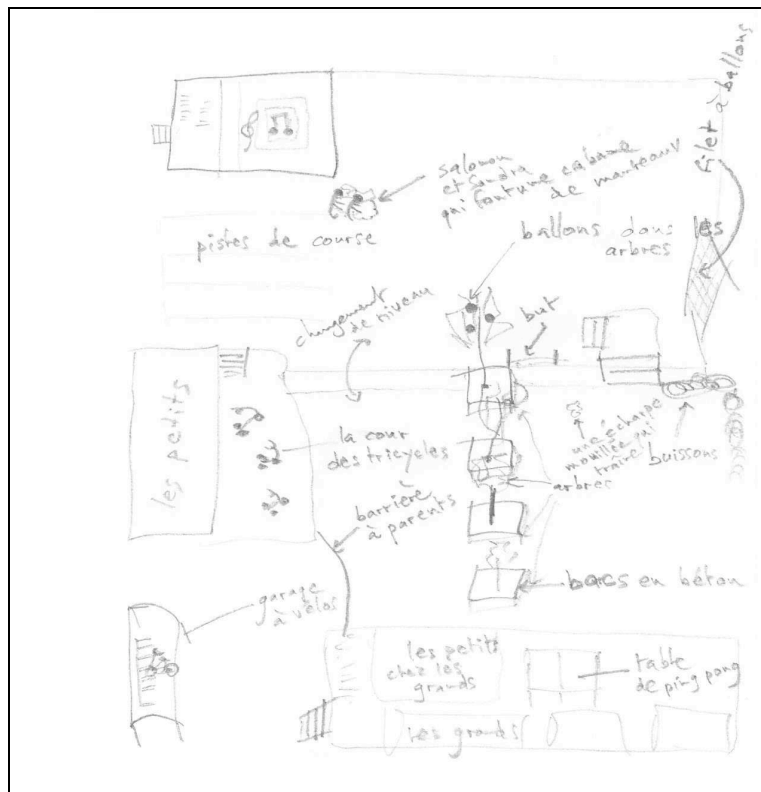 filet à ballons
salomon
et Sandra
qui font une cabane
de manteaux
pistes de course
ballons dans les
arbres
changement
de niveau
but
les petits
la cour
des tricycles
une écharpe
mouillée qui
traîne
buissons
arbres
barrière
à parents
bacs en béton
garage
à vélos
les petits
chez les
grands
table
de ping pong
Les grands